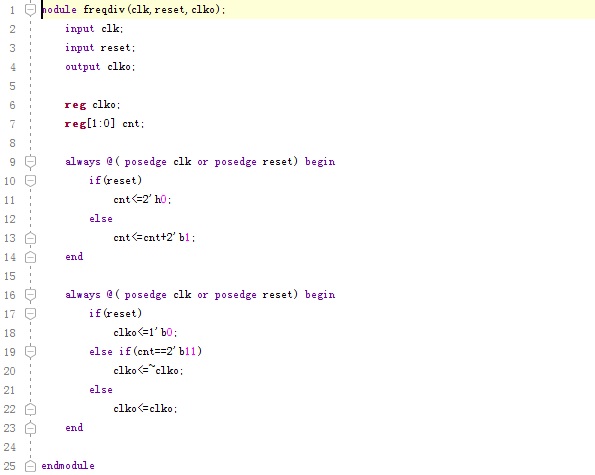 1 module freqdiv(clk,reset,clko);
2 input clk;
3 input reset;
4 output clko;
5
6 reg clko;
7 reg[1:0] cnt;
8
9 always @( posedge clk or posedge reset) begin
10 if(reset)
11 cnt<=2'h0;
12 else
13 cnt<=cnt+2'b1;
14 end
15
16 always @( posedge clk or posedge reset) begin
17 if(reset)
18 clko<=1'b0;
19 else if(cnt==2'b11)
20 clko<=~clko;
21 else
22 clko<=clko;
23 end
24
25 endmodule